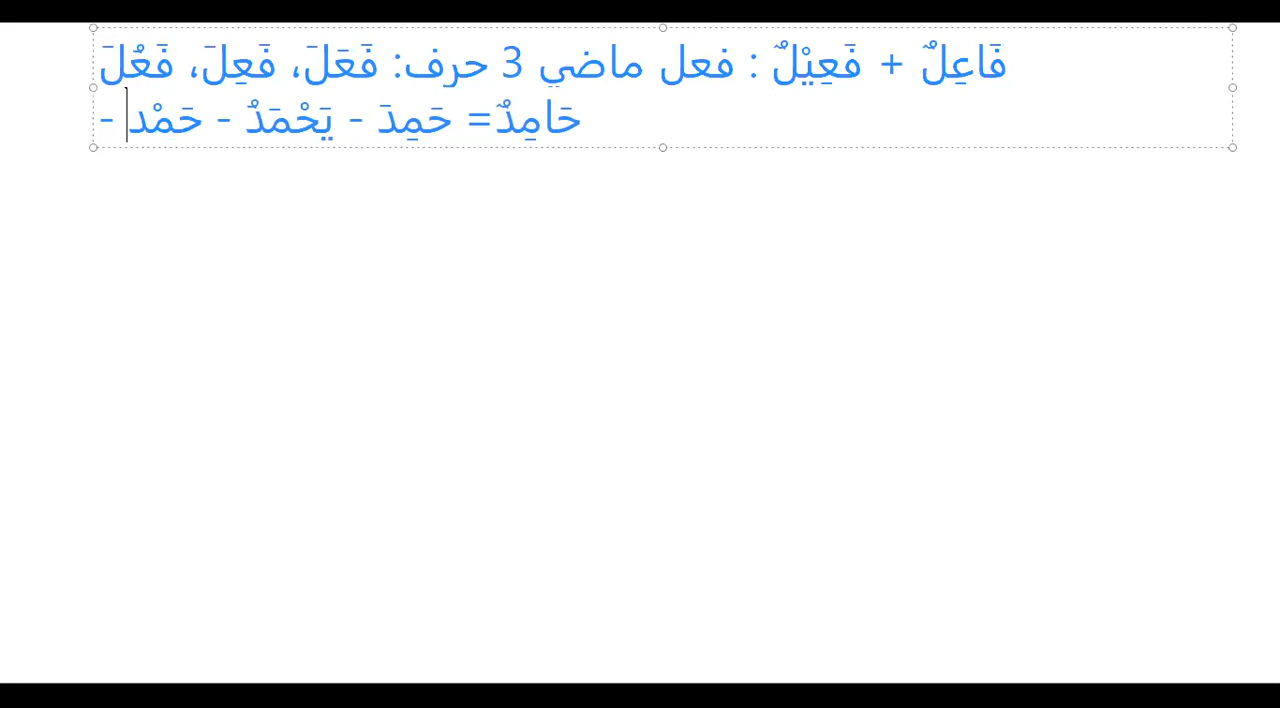 فَاعِلٌ + فَعِيْلٌ : فعل ماضي 3 حرف: فَعَلَ، فَعِلَ، فَعُلَ
حَامِدٌ= حَمِدَ - يَحْمَدُ - حَمْد -